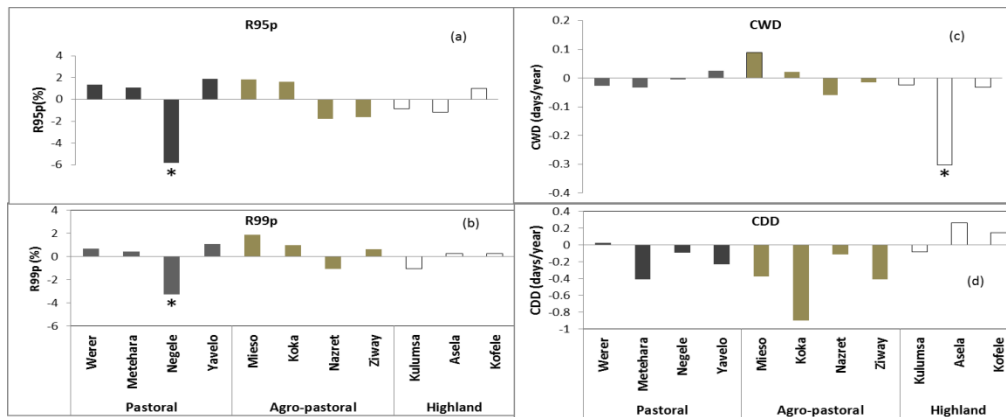 R95p
(a)
4
2
0
-2
-4
-6
R95p(%)
*
R99p
(b)
4
2
0
-2
-4
-6
R99p (%)
*
Werer
Metehara
Negele
Yavelo
Mieso
Koka
Nazret
Ziway
Kulumsa
Asela
Kofele
Pastoral
Agro-pastoral
Highland
CWD
(c)
0.2
0.1
0
-0.1
-0.2
-0.3
-0.4
CWD (days/year)
*
CDD
(d)
0.4
0.2
0
-0.2
-0.4
-0.6
-0.8
-1
CDD (days/year)
Werer
Metehara
Negele
Yavelo
Mieso
Koka
Nazret
Ziway
Kulumsa
Asela
Kofele
Pastoral
Agro-pastoral
Highland